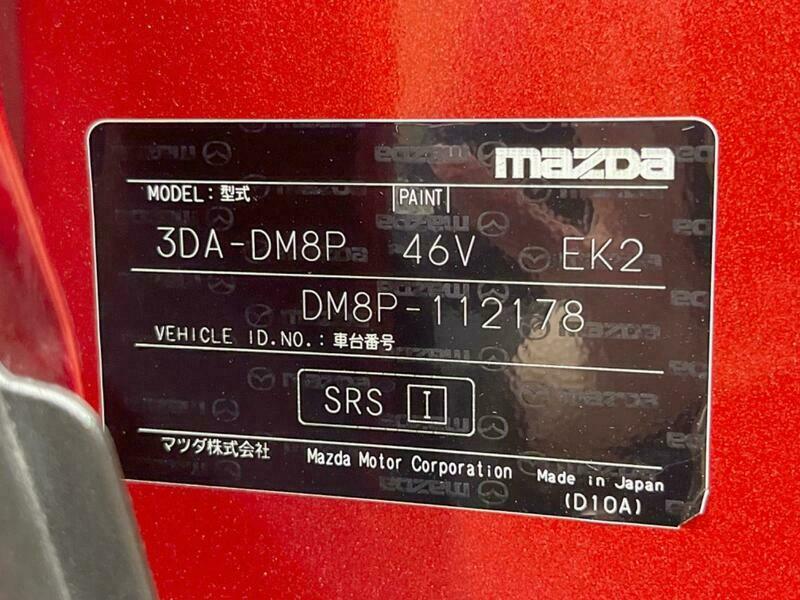 mazda
MODEL：型式 PAINT
3DA-DM8P 46V EK2
DM8P-112178
VEHICLE ID.NO.：車台番号
SRS I
マツダ株式会社 Mazda Motor Corporation Made in Japan
(D10A)